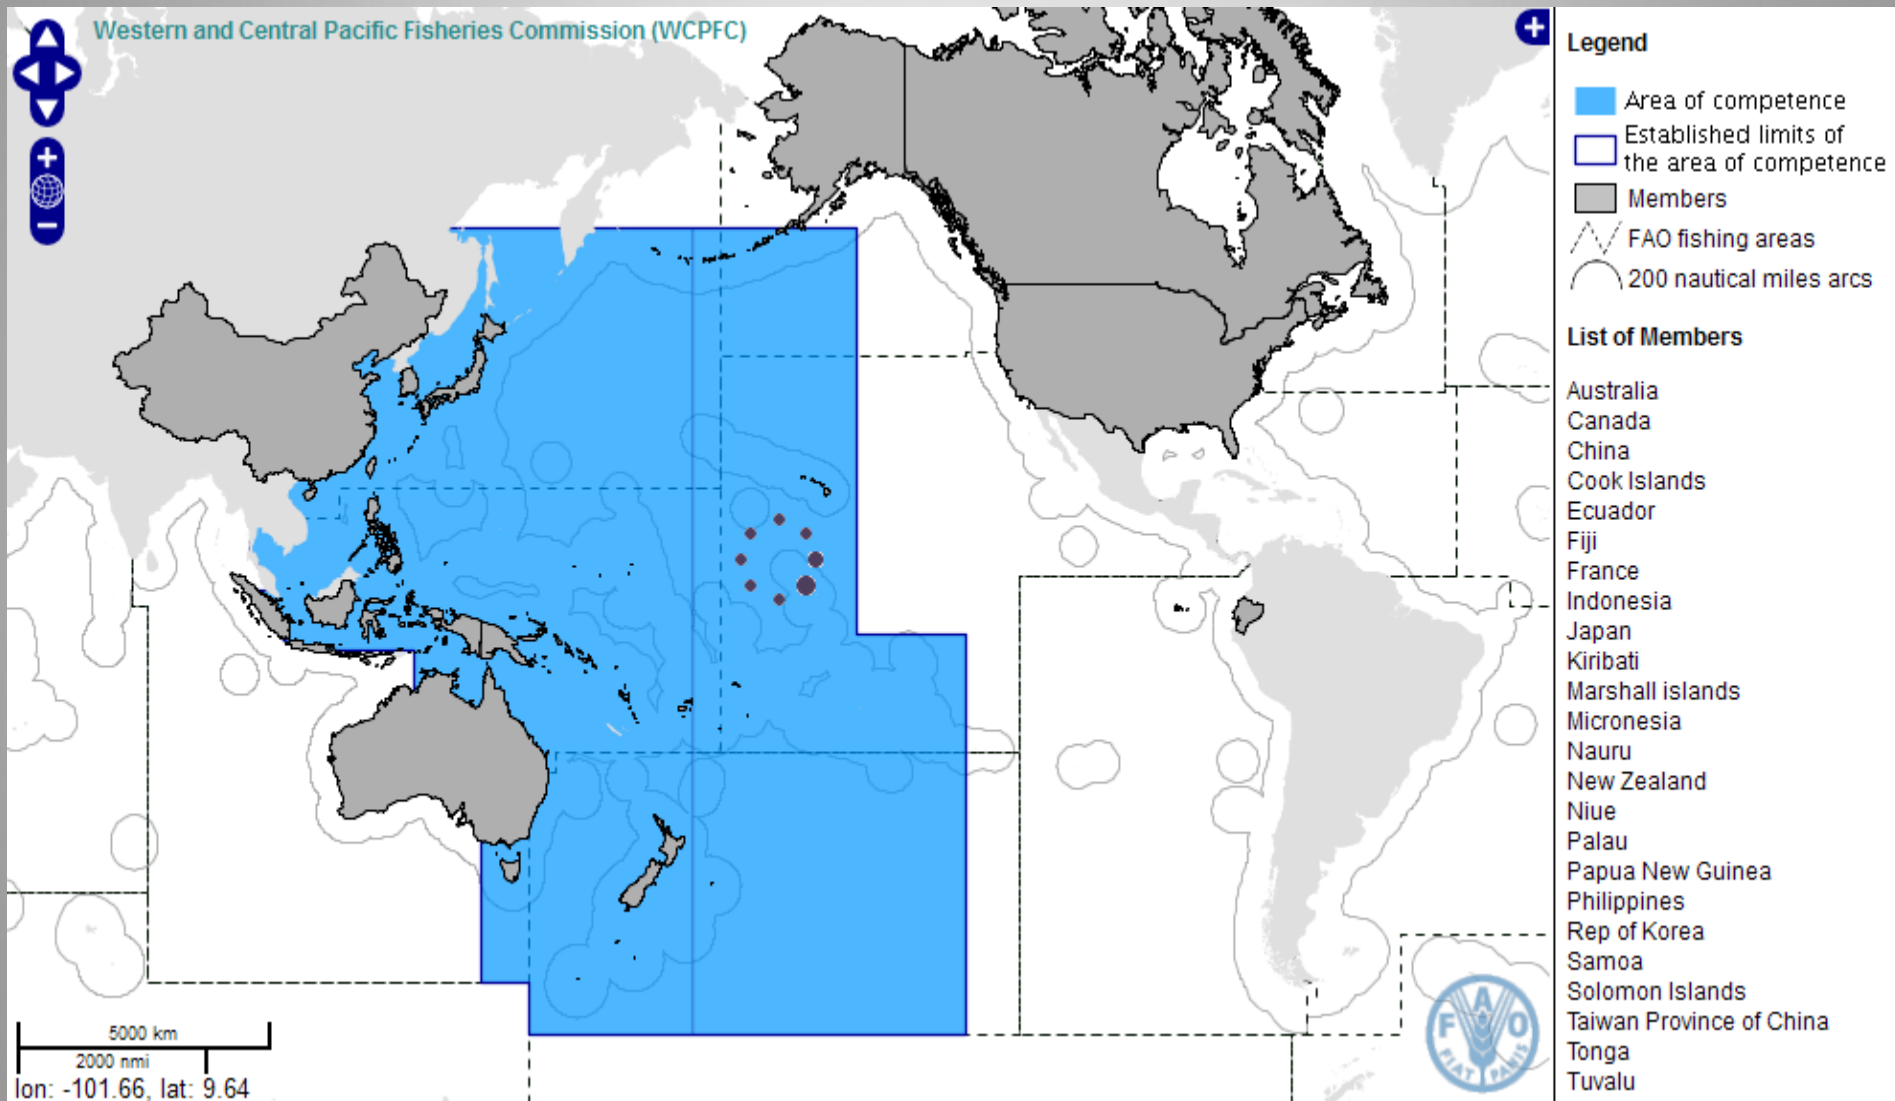 Western and Central Pacific Fisheries Commission (WCPFC)
Legend
Area of competence
Established limits of
the area of competence
Members
FAO fishing areas
200 nautical miles arcs
List of Members
Australia
Canada
China
Cook Islands
Ecuador
Fiji
France
Indonesia
Japan
Kiribati
Marshall islands
Micronesia
Nauru
New Zealand
Niue
Palau
Papua New Guinea
Philippines
Rep of Korea
Samoa
Solomon Islands
Taiwan Province of China
Tonga
Tuvalu
5000 km
2000 nmi
lon: -101.66, lat: 9.64
F A O
FIAT PANIS